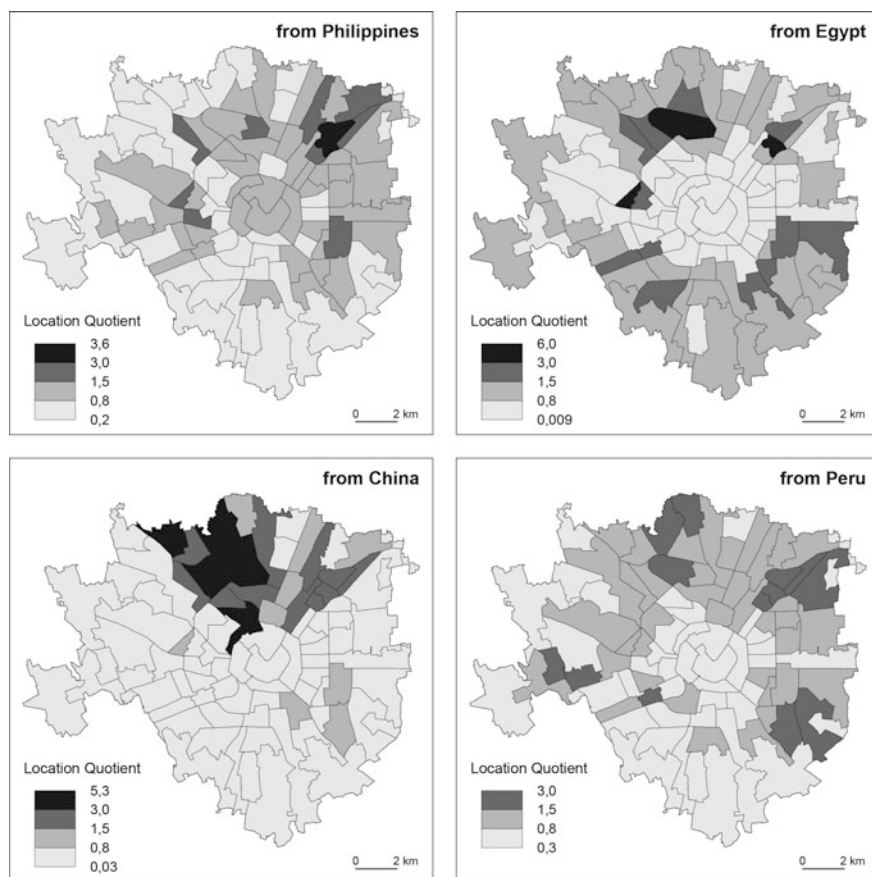 from Philippines
Location Quotient
3,6
3,0
1,5
0,8
0,2
0 2 km
from Egypt
Location Quotient
6,0
3,0
1,5
0,8
0,009
0 2 km
from China
Location Quotient
5,3
3,0
1,5
0,8
0,03
0 2 km
from Peru
Location Quotient
3,0
1,5
0,8
0,3
0 2 km